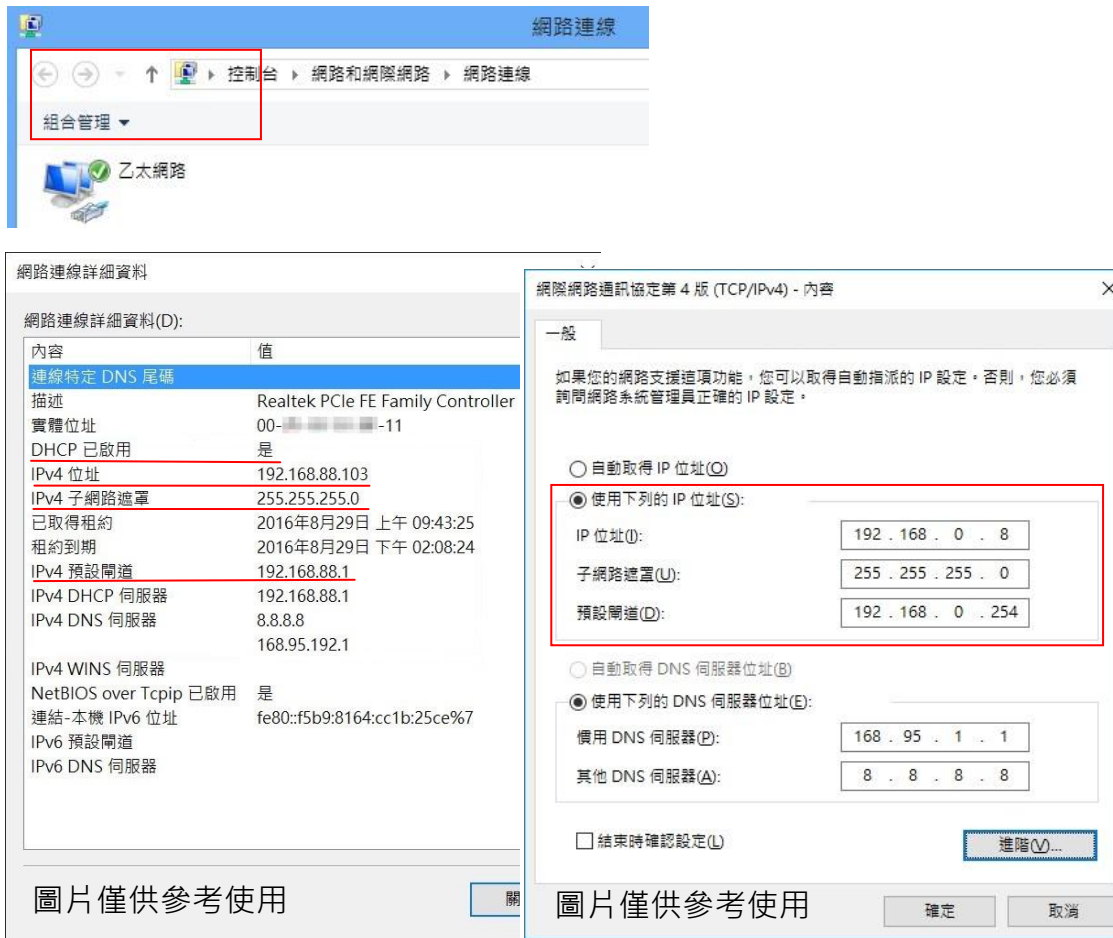 網路連線
控制台 網路和網際網路 網路連線
組合管理
乙太網路
網路連線詳細資料
網路連線詳細資料(D):
內容 值
連線特定 DNS 尾碼
描述 Realtek PCIe FE Family Controller
實體位址 00- -11
DHCP 已啟用 是
IPv4 位址 192.168.88.103
IPv4 子網路遮罩 255.255.255.0
已取得租約 2016年8月29日 上午 09:43:25
租約到期 2016年8月29日 下午 02:08:24
IPv4 預設閘道 192.168.88.1
IPv4 DHCP 伺服器 192.168.88.1
IPv4 DNS 伺服器 8.8.8.8
168.95.192.1
IPv4 WINS 伺服器
NetBIOS over Tcpip 已啟用 是
連結-本機 IPv6 位址 fe80::f5b9:8164:cc1b:25ce%7
IPv6 預設閘道
IPv6 DNS 伺服器
圖片僅供參考使用
關
網際網路通訊協定第 4 版 (TCP/IPv4) - 內容
一般
如果您的網路支援這項功能，您可以取得自動指派的 IP 設定。否則，您必須
詢問網路系統管理員正確的 IP 設定。
自動取得 IP 位址(O)
使用下列的 IP 位址(S):
IP 位址(I): 192 . 168 . 0 . 8
子網路遮罩(U): 255 . 255 . 255 . 0
預設閘道(D): 192 . 168 . 0 . 254
自動取得 DNS 伺服器位址(B)
使用下列的 DNS 伺服器位址(E):
慣用 DNS 伺服器(P): 168 . 95 . 1 . 1
其他 DNS 伺服器(A): 8 . 8 . 8 . 8
結束時確認設定(L)
進階(V)...
圖片僅供參考使用
確定 取消